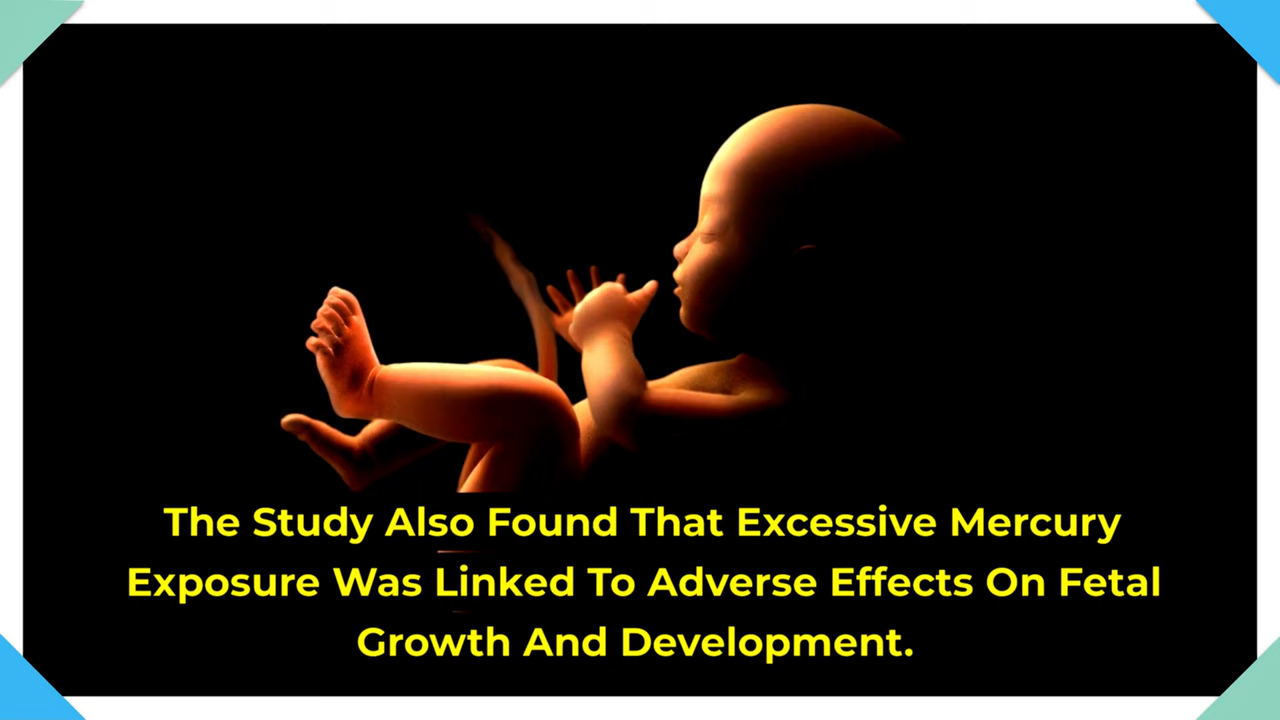 The Study Also Found That Excessive Mercury
Exposure Was Linked To Adverse Effects On Fetal
Growth And Development.